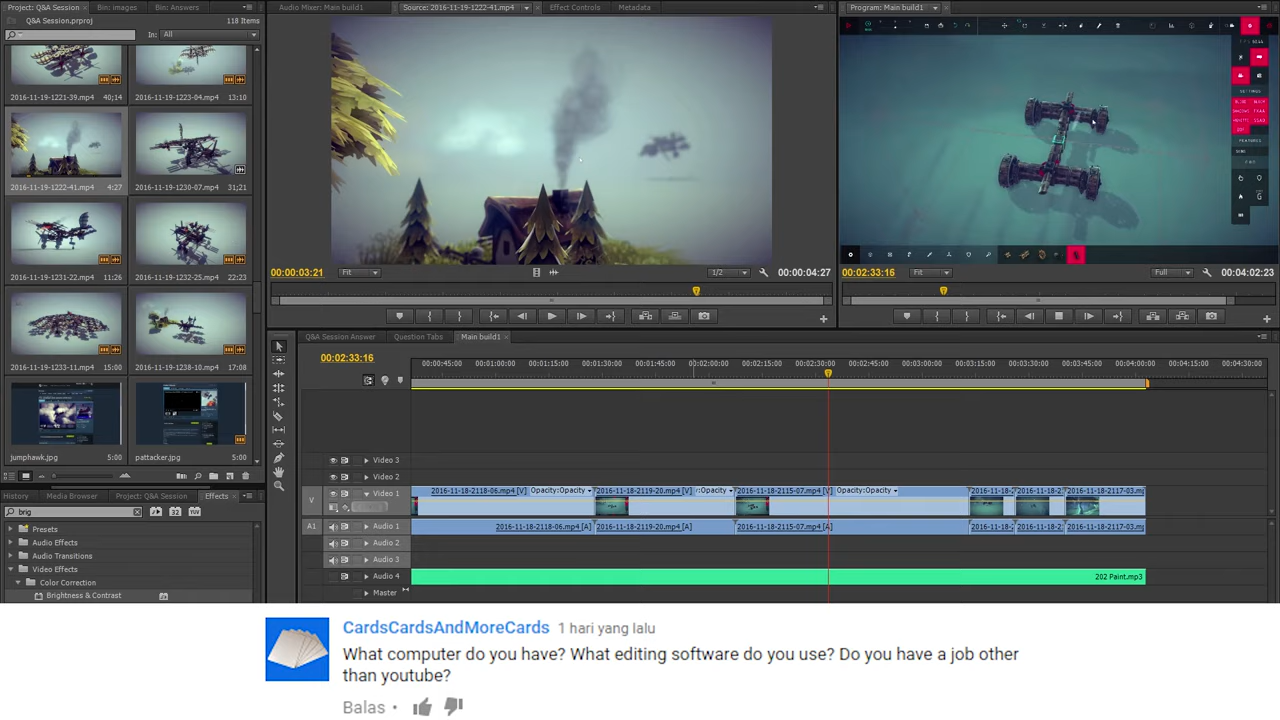 Project: Q&A Session
Bin: images
Bin: Answers
Q&A Session.prproj
118 Items
In: All
2016-11-19-1221-39.mp4 40;14
2016-11-19-1223-04.mp4 13:10
2016-11-19-1222-41.mp4 4:27
2016-11-19-1230-07.mp4 31;21
2016-11-19-1231-22.mp4 11:26
2016-11-19-1232-25.mp4 22:23
2016-11-19-1233-11.mp4 15:00
2016-11-19-1238-10.mp4 17:08
jumphawk.jpg 5:00
pattacker.jpg 5:00
History
Media Browser
Project: Q&A Session
Effects
brig
Presets
Audio Effects
Audio Transitions
Video Effects
Color Correction
Brightness & Contrast
Audio Mixer: Main build1
Source: 2016-11-19-1222-41.mp4
Effect Controls
Metadata
00:00:03:21
Fit
1/2
00:00:04:27
Program: Main build1
00:02:33:16
Fit
Full
00:04:02:23
Q&A Session Answer
Question Tabs
Main build1
00:02:33:16
00:00:45:00 00:01:00:00 00:01:15:00 00:01:30:00 00:01:45:00 00:02:00:00 00:02:15:00 00:02:30:00 00:02:45:00 00:03:00:00 00:03:15:00 00:03:30:00 00:03:45:00 00:04:00:00 00:04:15:00 00:04:30:00
Video 3
Video 2
V
Video 1
2016-11-18-2118-06.mp4 [V] Opacity:Opacity 2016-11-18-2119-20.mp4 [V] r:Opacity 2016-11-18-2115-07.mp4 [V] Opacity:Opacity 2016-11-18-2 2016-11-18-2 2016-11-18-2117-03.mp
A1
Audio 1
2016-11-18-2118-06.mp4 [A] 2016-11-18-2119-20.mp4 [A] 2016-11-18-2115-07.mp4 [A] 2016-11-18-2 2016-11-18-2 2016-11-18-2117-03.mp
Audio 2
Audio 3
Audio 4
202 Paint.mp3
Master
CardsCardsAndMoreCards 1 hari yang lalu
What computer do you have? What editing software do you use? Do you have a job other
than youtube?
Balas •